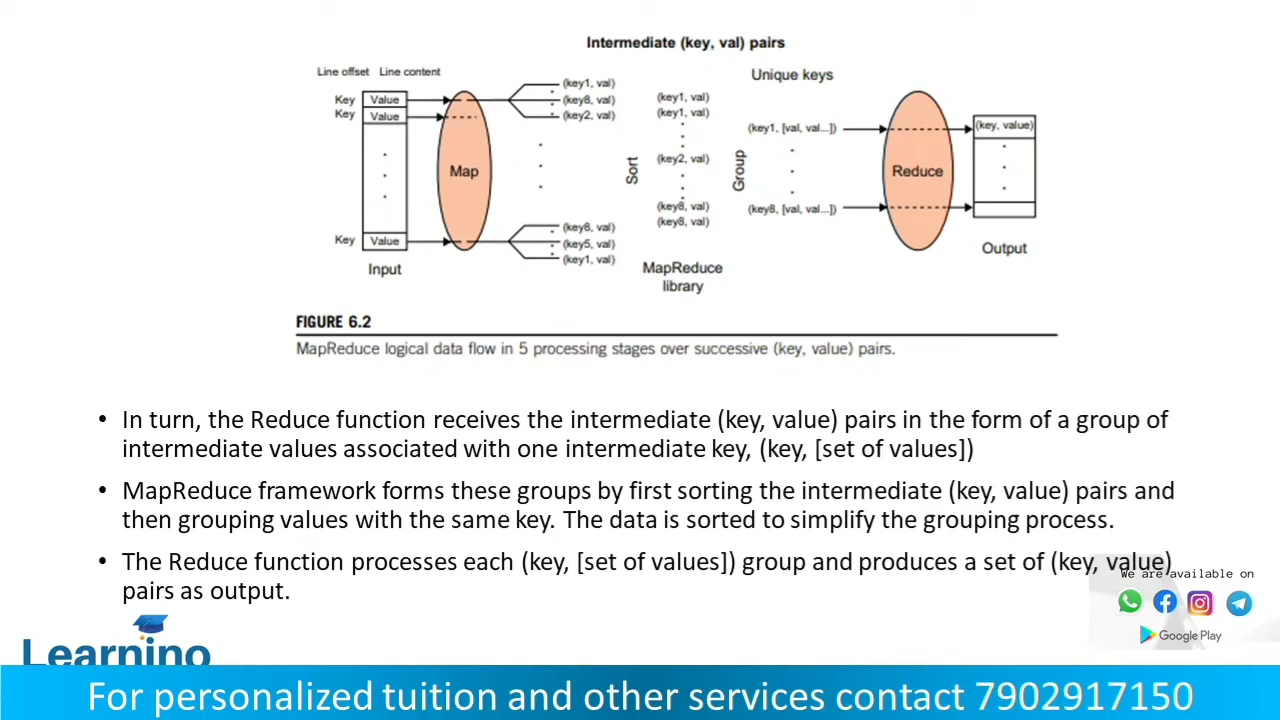 Intermediate (key, val) pairs
Line offset Line content
Unique keys
Key Value
Key Value
Key Value
Input
Map
(key1, val)
(key8, val)
(key2, val)
(key6, val)
(key5, val)
(key1, val)
Sort
(key1, val)
(key1, val)
(key2, val)
(key8, val)
(key8, val)
MapReduce
library
Group
(key1, [val, val...])
(key8, [val, val...])
Reduce
(key, value)
Output
FIGURE 6.2
MapReduce logical data flow in 5 processing stages over successive (key, value) pairs.
• In turn, the Reduce function receives the intermediate (key, value) pairs in the form of a group of
intermediate values associated with one intermediate key, (key, [set of values])
• MapReduce framework forms these groups by first sorting the intermediate (key, value) pairs and
then grouping values with the same key. The data is sorted to simplify the grouping process.
• The Reduce function processes each (key, [set of values]) group and produces a set of (key, value)
pairs as output.
We are available on
Google Play
Learnino
For personalized tuition and other services contact 7902917150